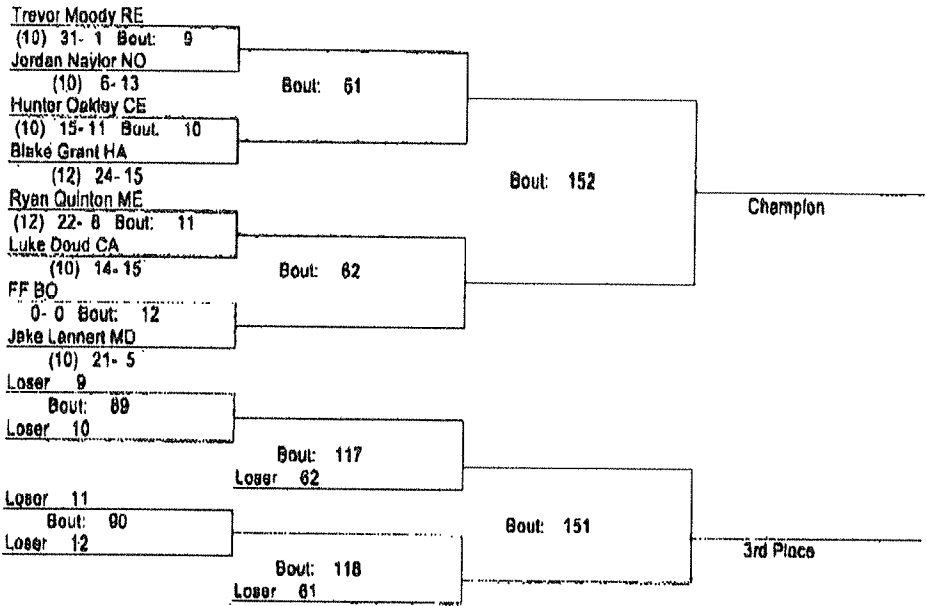 Trevor Moody RE
(10) 31- 1 Bout: 9
Jordan Naylor NO
(10) 6-13
Bout: 61
Hunter Oakley CE
(10) 15-11 Bout. 10
Blake Grant HA
(12) 24-15
Bout: 152
Champion
Ryan Quinton ME
(12) 22- 8 Bout: 11
Luke Doud CA
(10) 14-15
Bout: 62
FF BO
0- 0 Bout: 12
Jake Lannert MD
(10) 21- 5
Loser 9
Bout: 89
Loser 10
Bout: 117
Loser 62
Loser 11
Bout: 90
Loser 12
Bout: 151
3rd Place
Bout: 118
Loser 61